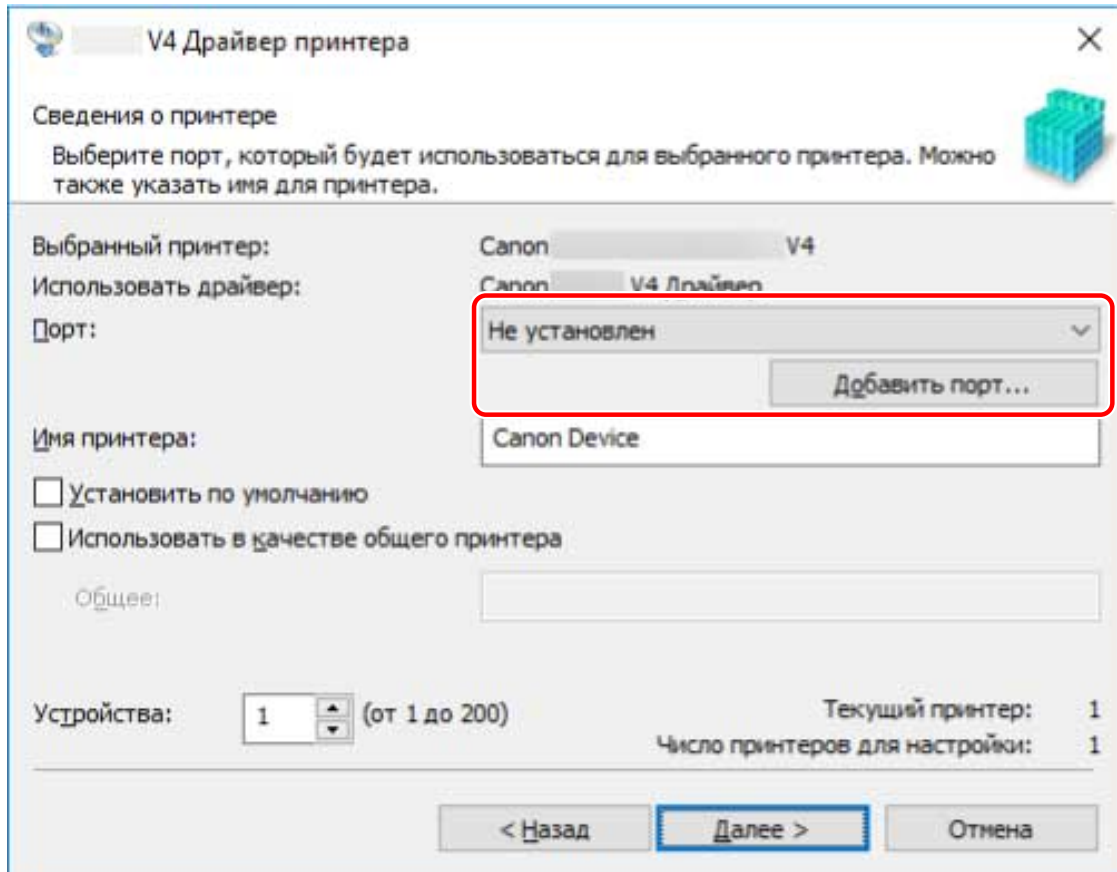 V4 Драйвер принтера
Сведения о принтере
Выберите порт, который будет использоваться для выбранного принтера. Можно
также указать имя для принтера.
Выбранный принтер: Canon V4
Использовать драйвер: Canon V4 Драйвер
Порт: Не установлен
Добавить порт...
Имя принтера: Canon Device
Установить по умолчанию
Использовать в качестве общего принтера
Общее:
Устройства: 1 (от 1 до 200) Текущий принтер: 1
Число принтеров для настройки: 1
< Назад Далее > Отмена